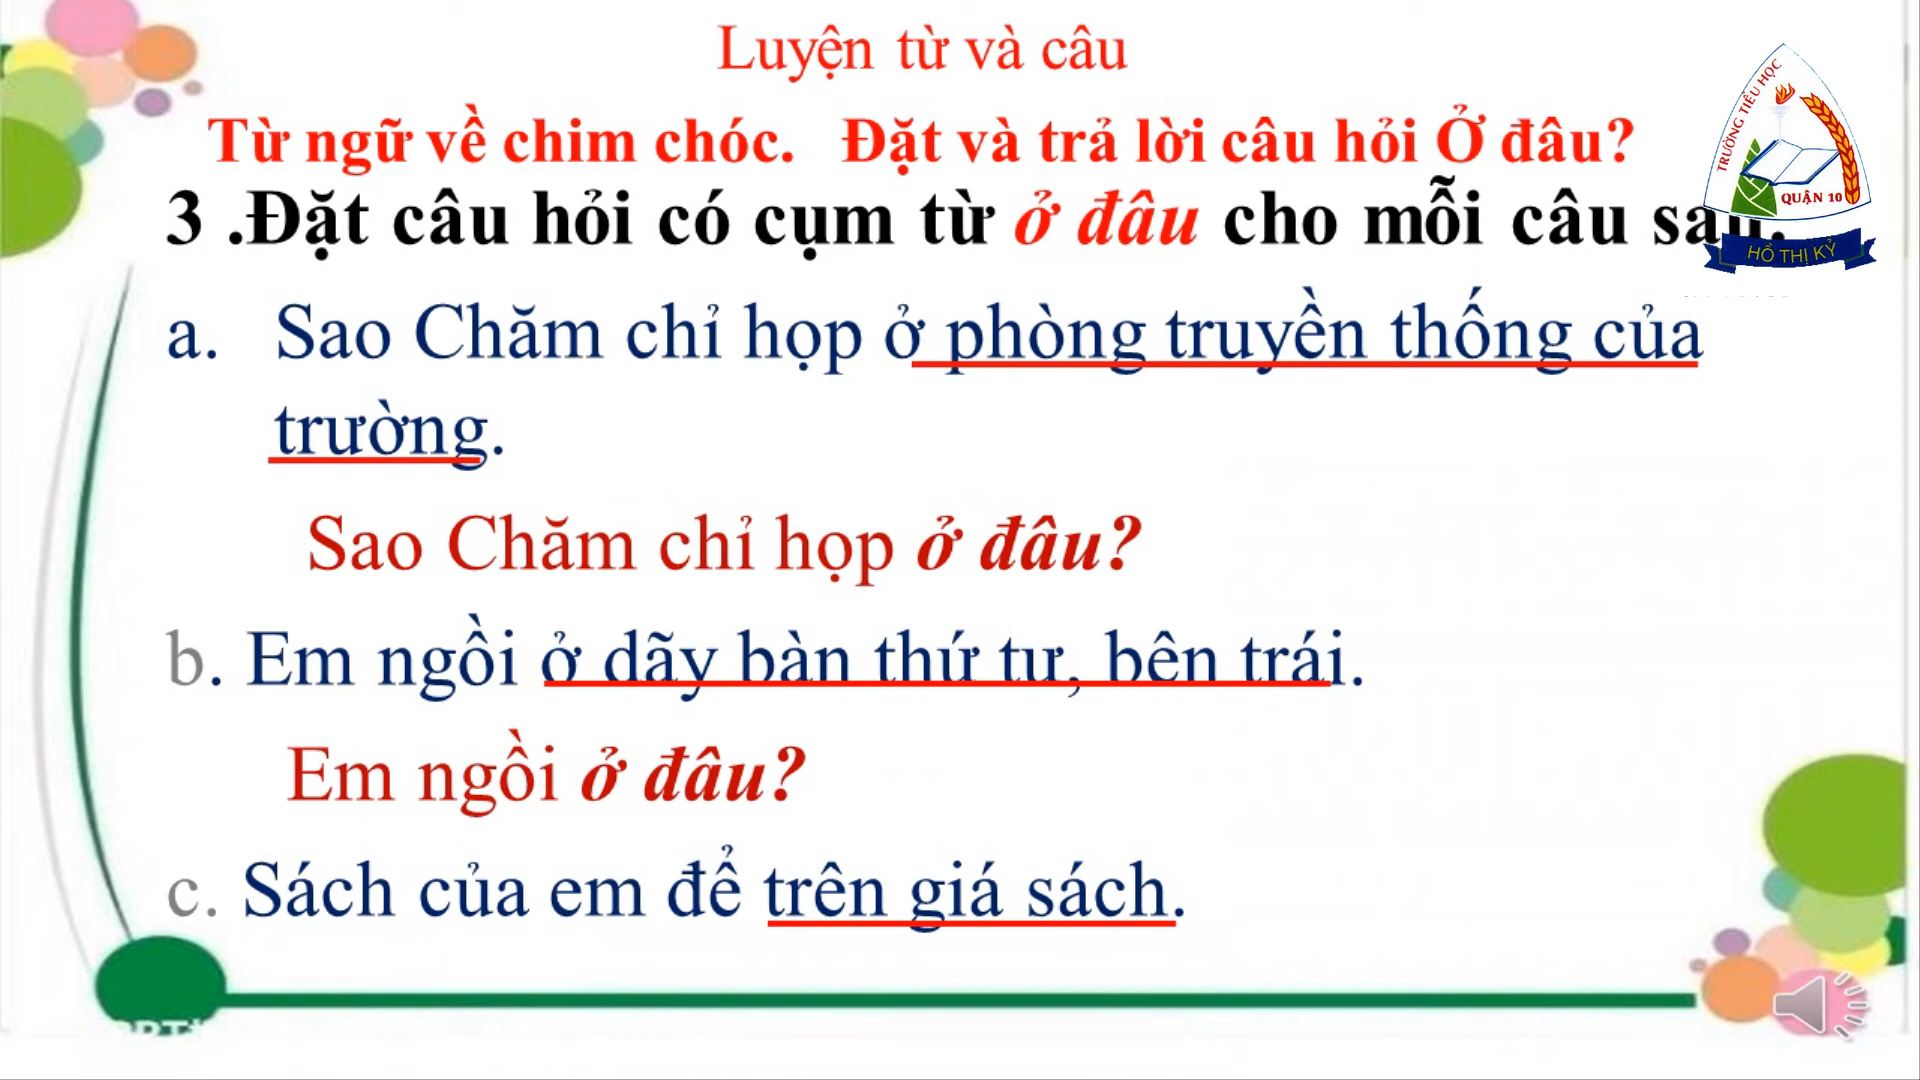 Luyện từ và câu
Từ ngữ về chim chóc. Đặt và trả lời câu hỏi Ở đâu?
TRƯỜNG TIỂU HỌC
QUẬN 10
HỒ THỊ KỶ
3 .Đặt câu hỏi có cụm từ ở đâu cho mỗi câu sau:
a. Sao Chăm chỉ họp ở phòng truyền thống của
trường.
Sao Chăm chỉ họp ở đâu?
b. Em ngồi ở dãy bàn thứ tư, bên trái.
Em ngồi ở đâu?
c. Sách của em để trên giá sách.